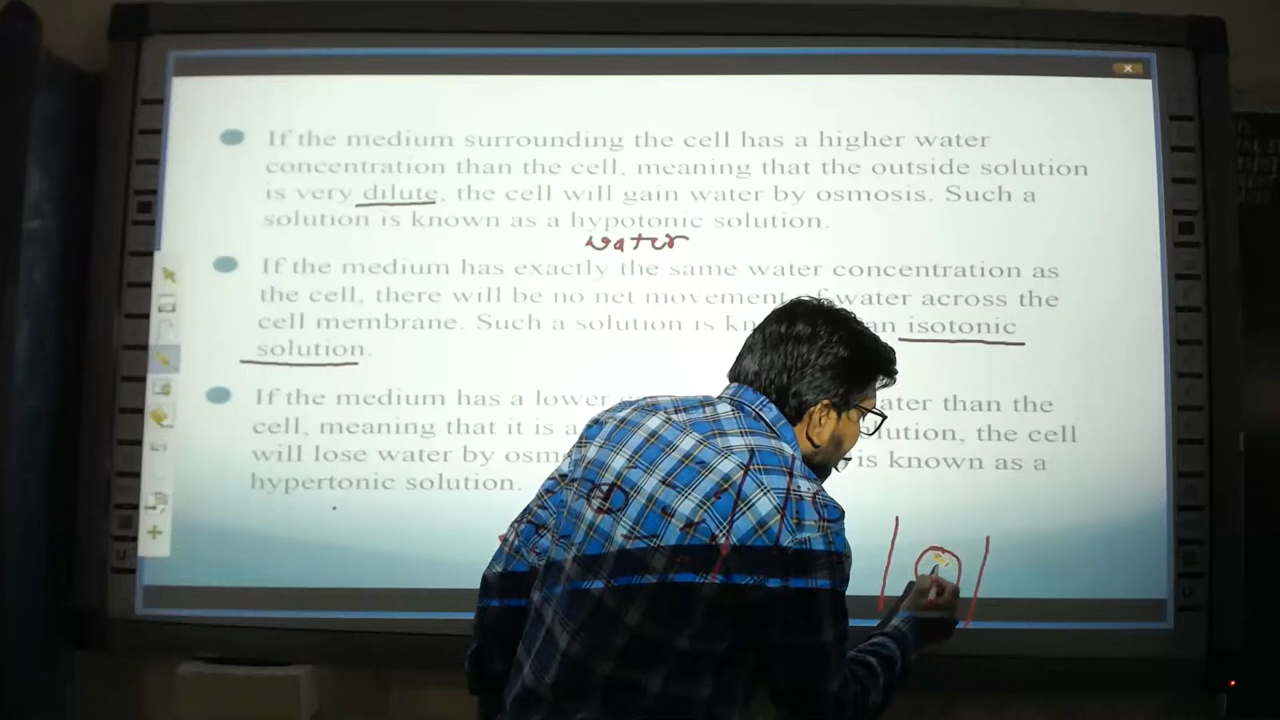 If the medium surrounding the cell has a higher water
concentration than the cell, meaning that the outside solution
is very dilute, the cell will gain water by osmosis. Such a
solution is known as a hypotonic solution.
water
If the medium has exactly the same water concentration as
the cell, there will be no net movement of water across the
cell membrane. Such a solution is an isotonic
solution.
If the medium has a lower than the
cell, meaning that it is the cell
will lose water by is known as a
hypertonic solution.